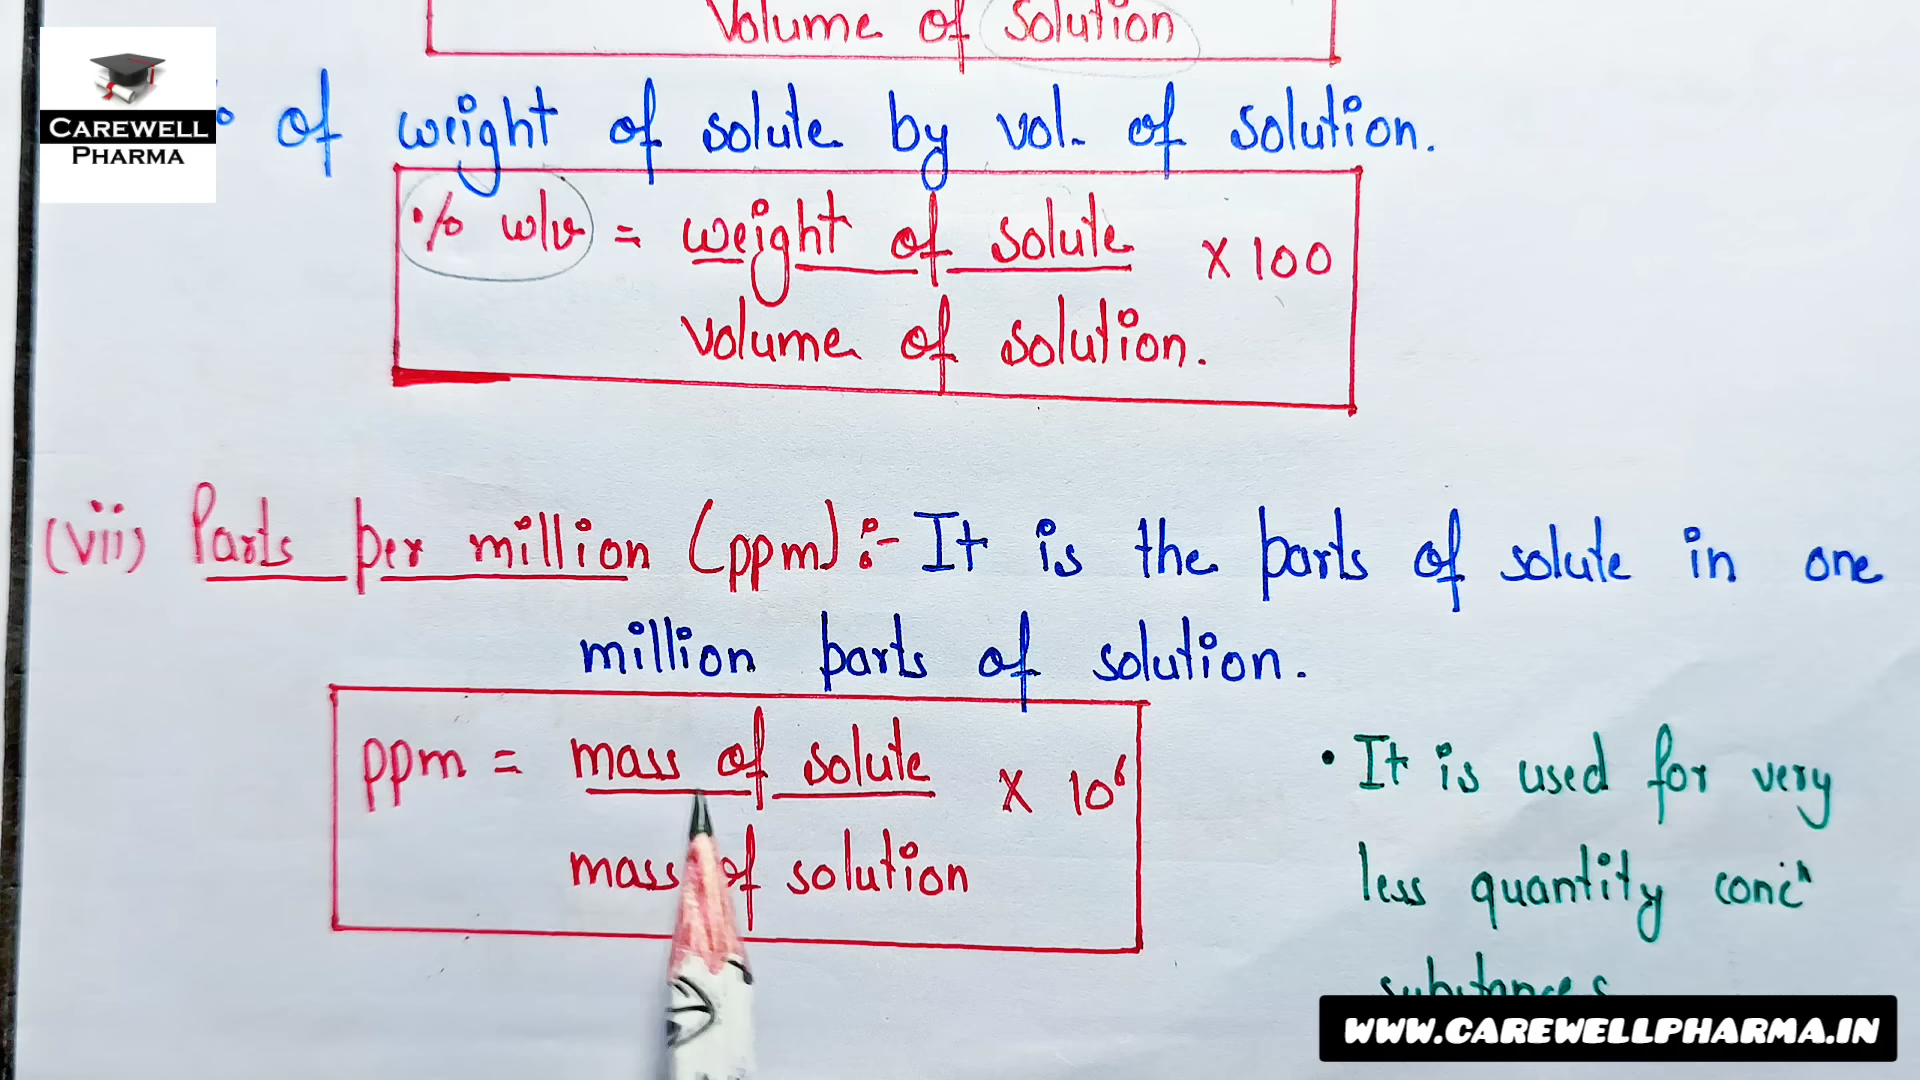 Volume of solution
CAREWELL
PHARMA
% of weight of solute by vol. of solution.
% w/v = weight of solute × 100
volume of solution.
(vii) Parts per million (ppm) :- It is the parts of solute in one
million parts of solution.
ppm = mass of solute × 10⁶
mass of solution
• It is used for very
less quantity concⁿ
substances
WWW.CAREWELLPHARMA.IN